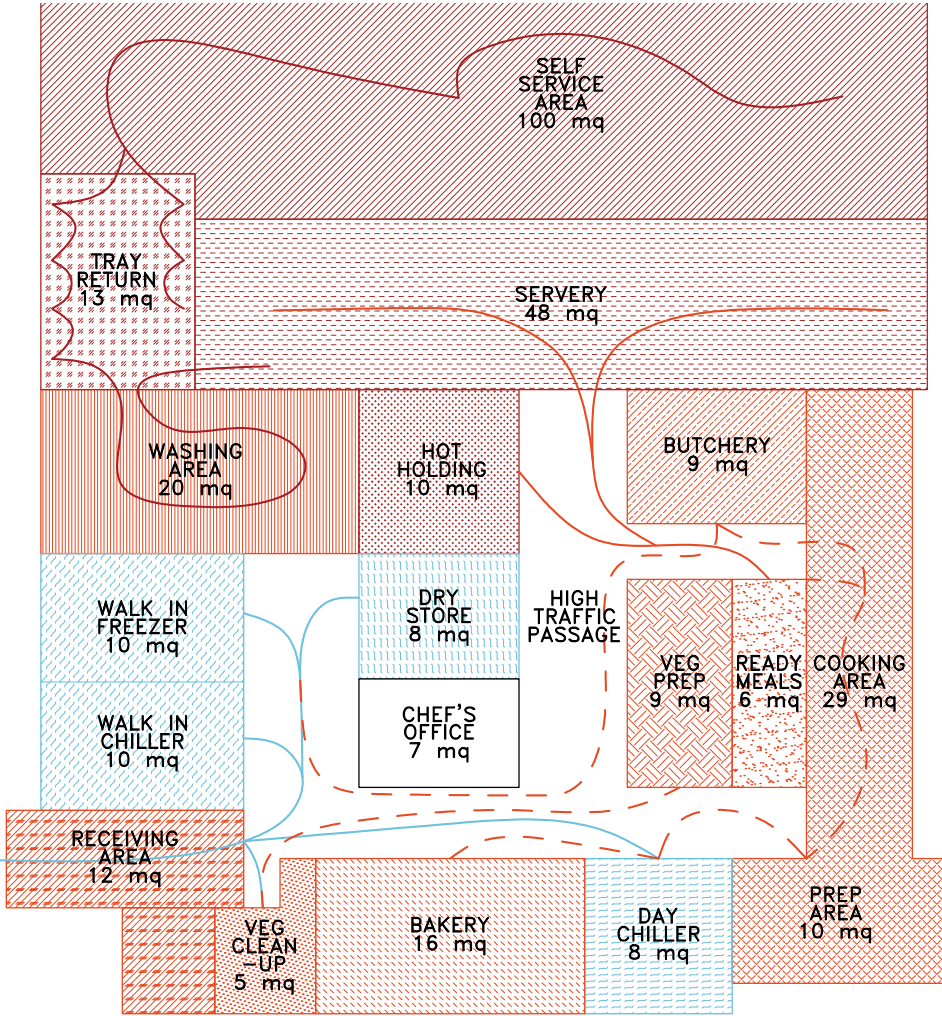 SELF
SERVICE
AREA
100 mq
TRAY
RETURN
13 mq
SERVERY
48 mq
WASHING
AREA
20 mq
HOT
HOLDING
10 mq
BUTCHERY
9 mq
WALK IN
FREEZER
10 mq
DRY
STORE
8 mq
HIGH
TRAFFIC
PASSAGE
VEG
PREP
9 mq
READY
MEALS
6 mq
COOKING
AREA
29 mq
WALK IN
CHILLER
10 mq
CHEF'S
OFFICE
7 mq
RECEIVING
AREA
12 mq
VEG
CLEAN
-UP
5 mq
BAKERY
16 mq
DAY
CHILLER
8 mq
PREP
AREA
10 mq